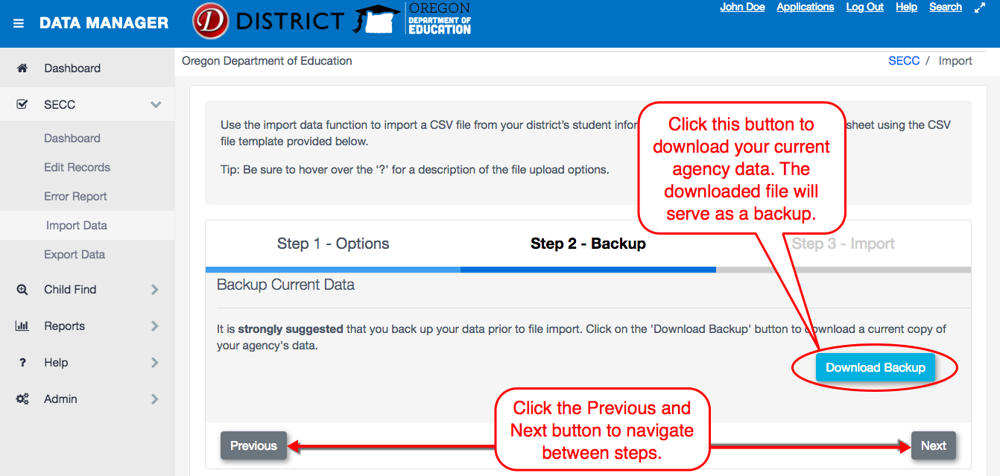 DATA MANAGER
D DISTRICT
OREGON
DEPARTMENT OF
EDUCATION
John Doe Applications Log Out Help Search
Oregon Department of Education
SECC / Import
Dashboard
SECC
Dashboard
Edit Records
Error Report
Import Data
Export Data
Child Find
Reports
? Help
Admin
Use the import data function to import a CSV file from your district's student infor sheet using the CSV
file template provided below.
Tip: Be sure to hover over the '?' for a description of the file upload options.
Click this button to
download your current
agency data. The
downloaded file will
serve as a backup.
Step 1 - Options
Step 2 - Backup
Step 3 - Import
Backup Current Data
It is strongly suggested that you back up your data prior to file import. Click on the 'Download Backup' button to download a current copy of
your agency's data.
Download Backup
Click the Previous and
Next button to navigate
between steps.
Previous
Next